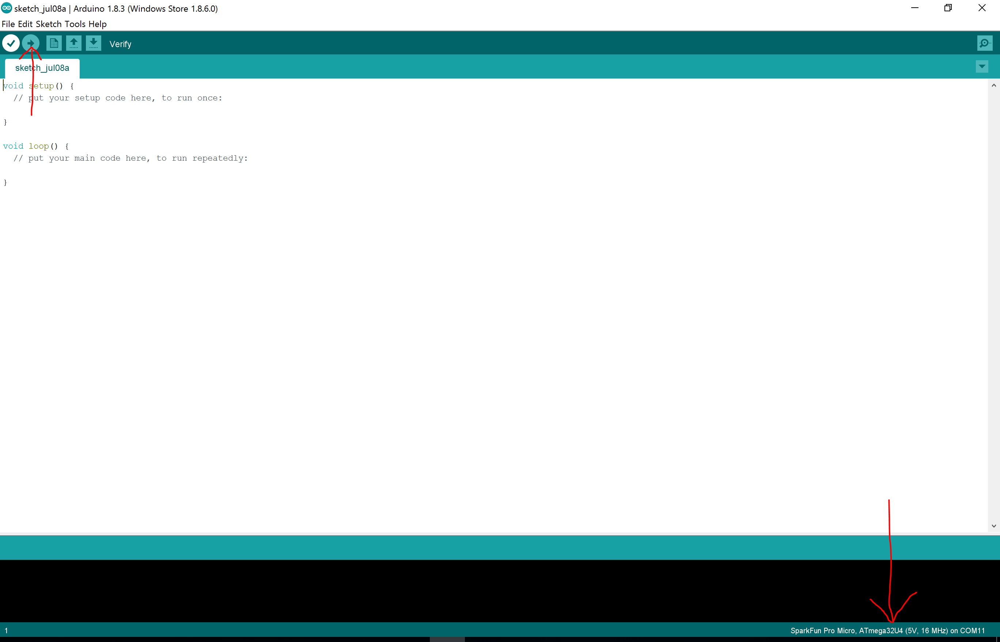 sketch_jul08a | Arduino 1.8.3 (Windows Store 1.8.6.0)
File Edit Sketch Tools Help
Verify
sketch_jul08a
void setup() {
  // put your setup code here, to run once:
}
void loop() {
  // put your main code here, to run repeatedly:
}
1
SparkFun Pro Micro, ATmega32U4 (5V, 16 MHz) on COM11